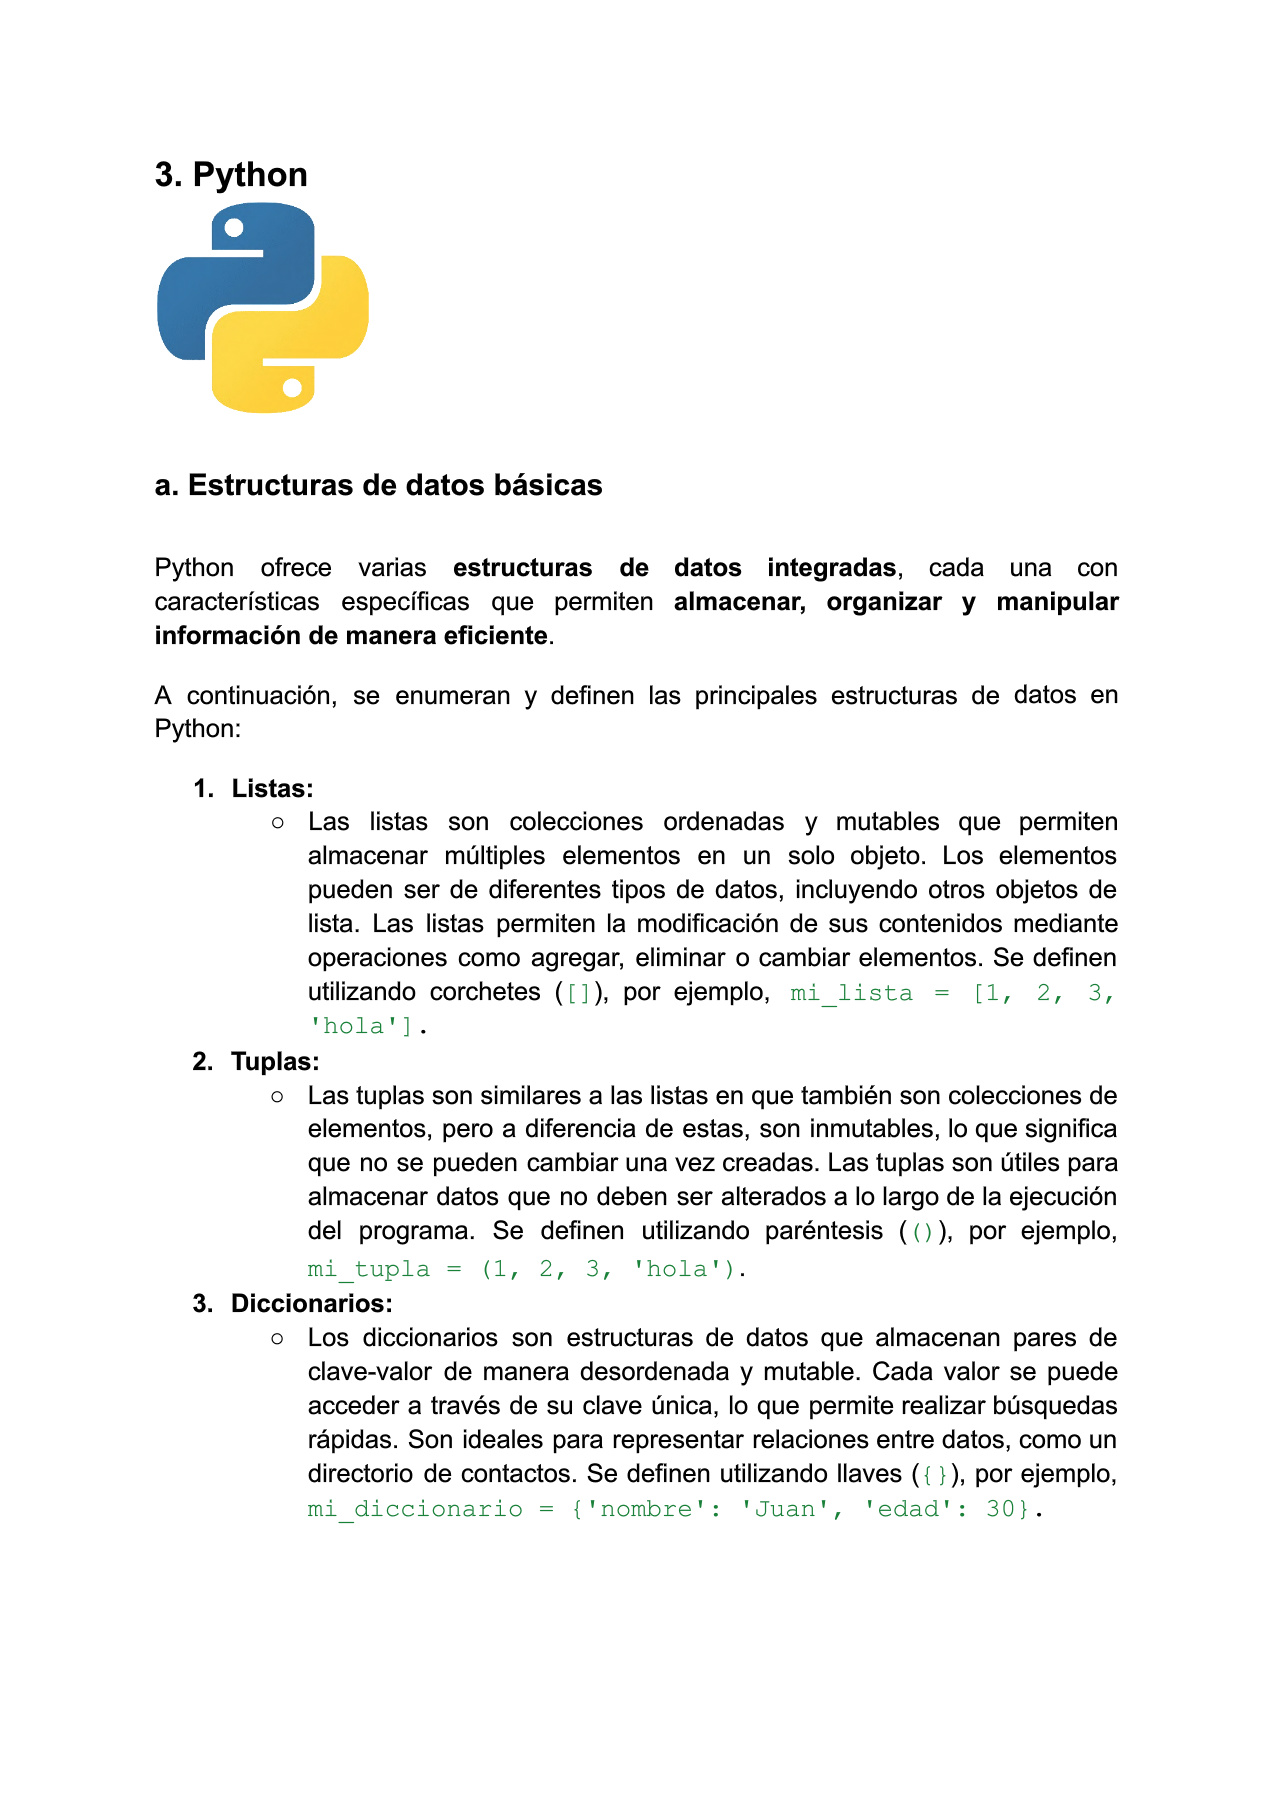 3. Python
a. Estructuras de datos básicas
Python ofrece varias estructuras de datos integradas, cada una con
características específicas que permiten almacenar, organizar y manipular
información de manera eficiente.
A continuación, se enumeran y definen las principales estructuras de datos en
Python:
1. Listas:
○ Las listas son colecciones ordenadas y mutables que permiten
almacenar múltiples elementos en un solo objeto. Los elementos
pueden ser de diferentes tipos de datos, incluyendo otros objetos de
lista. Las listas permiten la modificación de sus contenidos mediante
operaciones como agregar, eliminar o cambiar elementos. Se definen
utilizando corchetes ([]), por ejemplo, mi_lista = [1, 2, 3,
'hola'].
2. Tuplas:
○ Las tuplas son similares a las listas en que también son colecciones de
elementos, pero a diferencia de estas, son inmutables, lo que significa
que no se pueden cambiar una vez creadas. Las tuplas son útiles para
almacenar datos que no deben ser alterados a lo largo de la ejecución
del programa. Se definen utilizando paréntesis (()), por ejemplo,
mi_tupla = (1, 2, 3, 'hola').
3. Diccionarios:
○ Los diccionarios son estructuras de datos que almacenan pares de
clave-valor de manera desordenada y mutable. Cada valor se puede
acceder a través de su clave única, lo que permite realizar búsquedas
rápidas. Son ideales para representar relaciones entre datos, como un
directorio de contactos. Se definen utilizando llaves ({}), por ejemplo,
mi_diccionario = {'nombre': 'Juan', 'edad': 30}.